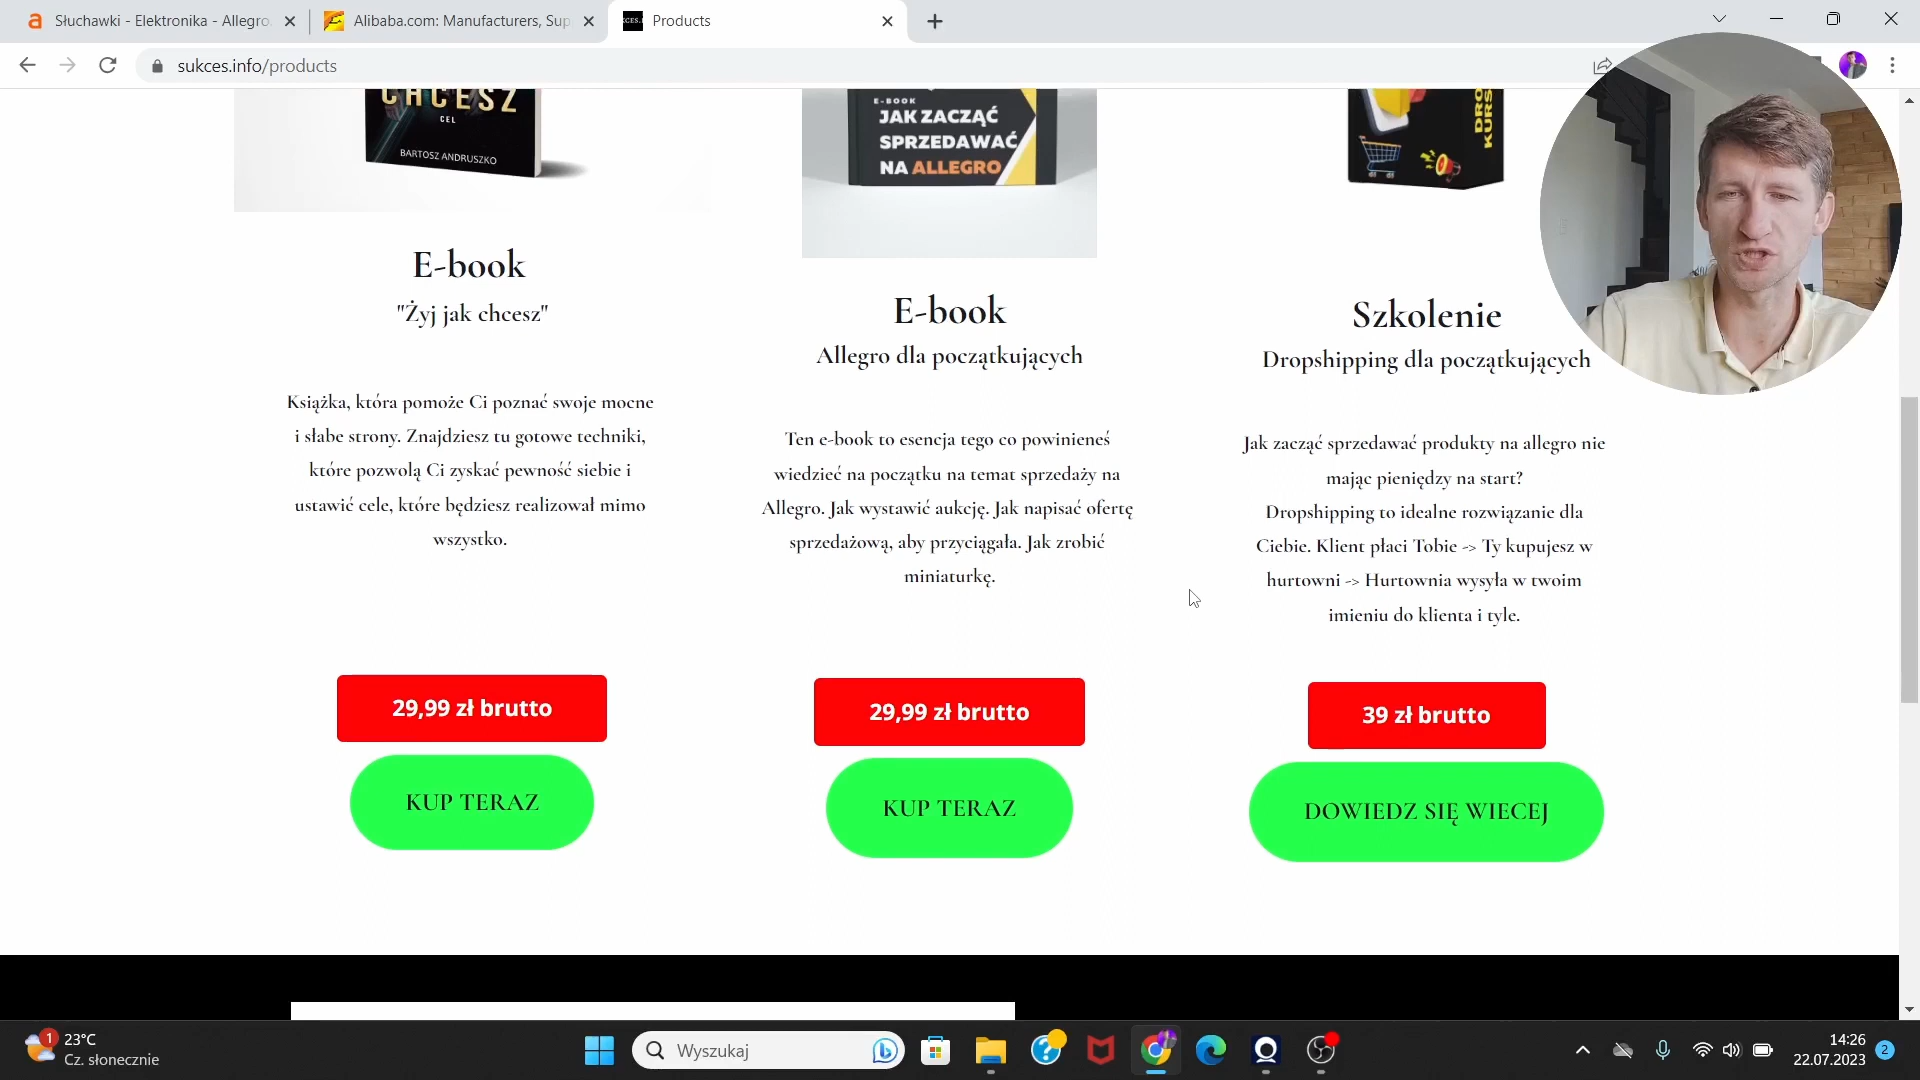 Słuchawki - Elektronika - Allegro.
Alibaba.com: Manufacturers, Sup
Products
sukces.info/products
CHCESZ
CEL
BARTOSZ ANDRUSZKO
E-book
"Żyj jak chcesz"
Książka, która pomoże Ci poznać swoje mocne
i słabe strony. Znajdziesz tu gotowe techniki,
które pozwolą Ci zyskać pewność siebie i
ustawić cele, które będziesz realizował mimo
wszystko.
29,99 zł brutto
KUP TERAZ
E-BOOK
JAK ZACZĄĆ
SPRZEDAWAĆ
NA ALLEGRO
E-book
Allegro dla początkujących
Ten e-book to esencja tego co powinieneś
wiedzieć na początku na temat sprzedaży na
Allegro. Jak wystawić aukcję. Jak napisać ofertę
sprzedażową, aby przyciągała. Jak zrobić
miniaturkę.
29,99 zł brutto
KUP TERAZ
Szkolenie
Dropshipping dla początkujących
Jak zacząć sprzedawać produkty na allegro nie
mając pieniędzy na start?
Dropshipping to idealne rozwiązanie dla
Ciebie. Klient płaci Tobie -> Ty kupujesz w
hurtowni -> Hurtownia wysyła w twoim
imieniu do klienta i tyle.
39 zł brutto
DOWIEDZ SIĘ WIECEJ
1
23°C
Cz. słonecznie
Wyszukaj
14:26
22.07.2023
2